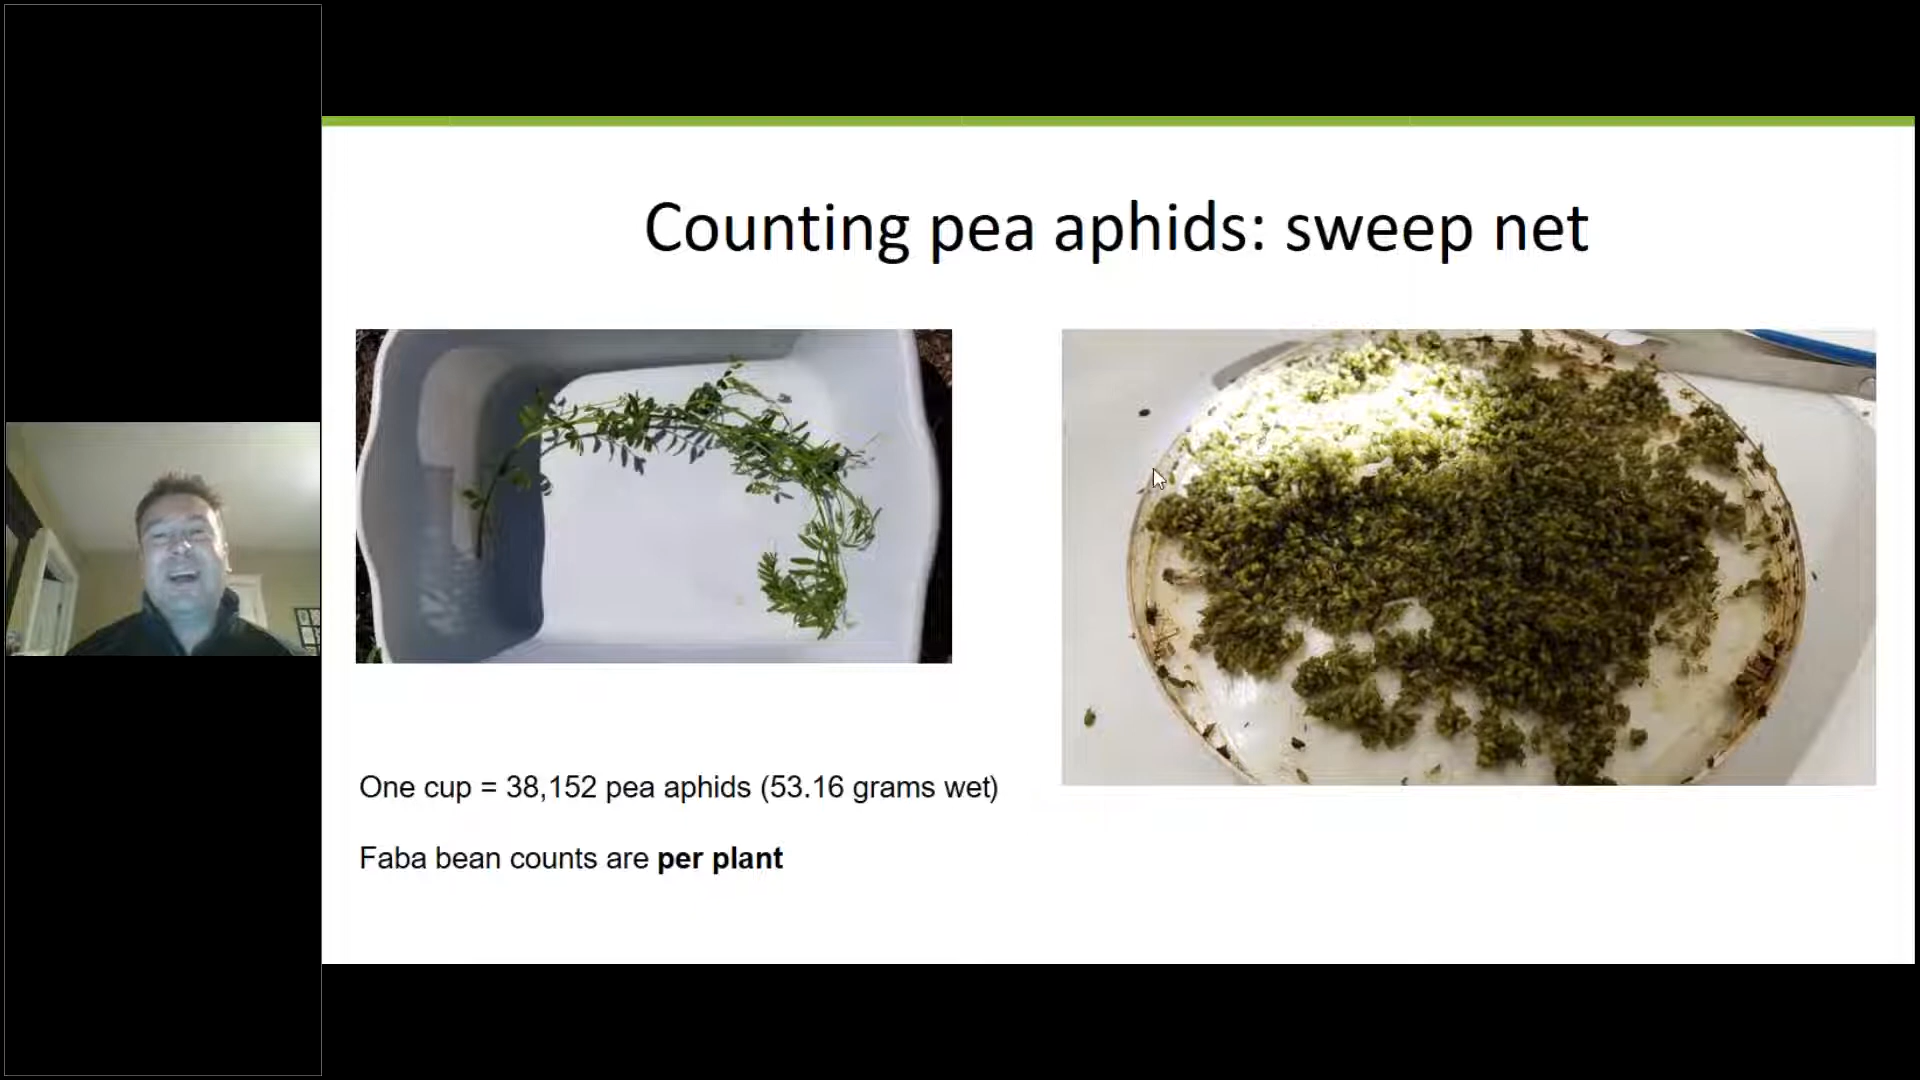 Counting pea aphids: sweep net
One cup = 38,152 pea aphids (53.16 grams wet)
Faba bean counts are per plant